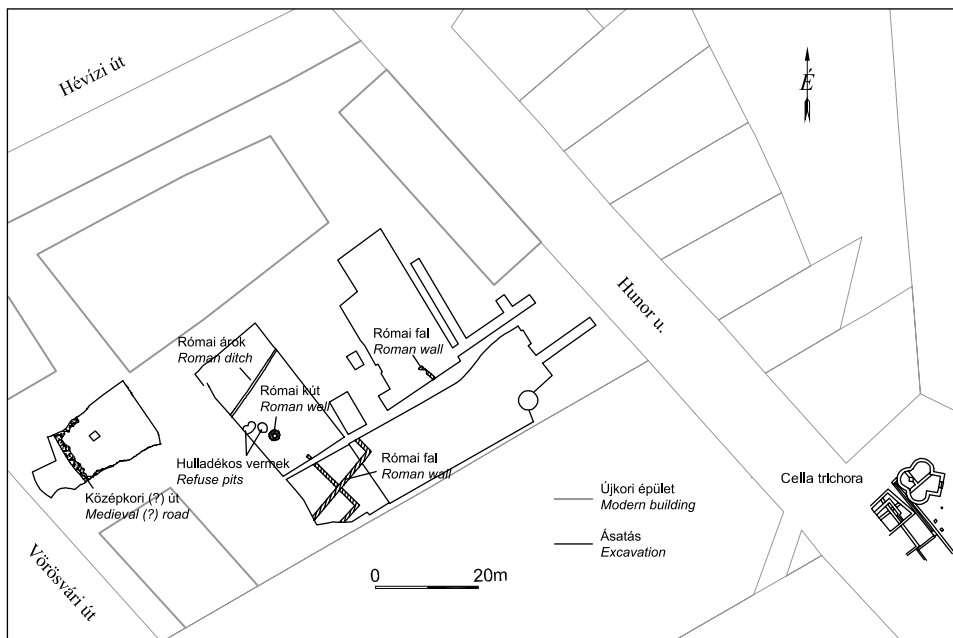 Hévízi út
É
Hunor u.
Római fal
Roman wall
Római árok
Roman ditch
Római kút
Roman well
Hulladékos vermek
Refuse pits
Római fal
Roman wall
Középkori (?) út
Medieval (?) road
Cella trichora
Újkori épület
Modern building
Ásatás
Excavation
Vörösvári út
0 20m